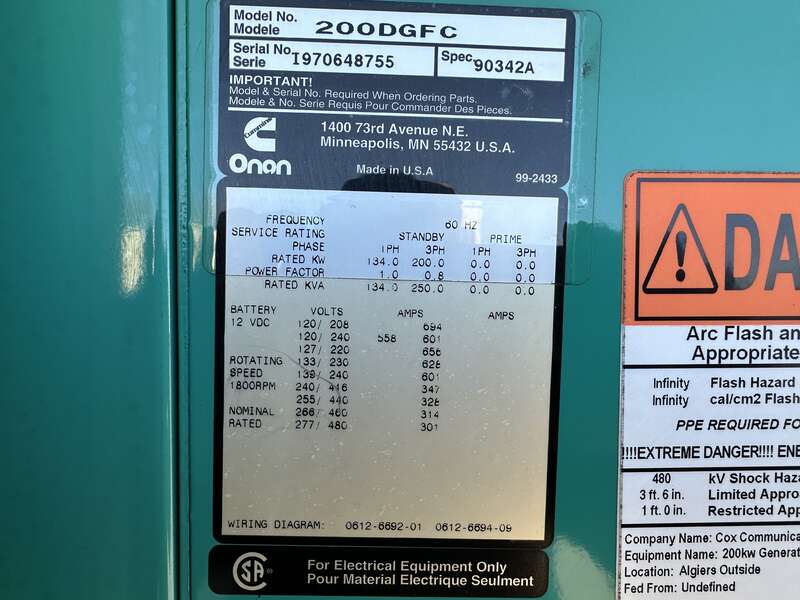 Model No.
Modele
200DGFC
Serial No.
Serie
I970648755
Spec.
90342A
IMPORTANT!
Model & Serial No. Required When Ordering Parts.
Modele & No. Serie Requis Pour Commander Des Pieces.
Cummins
Onan
1400 73rd Avenue N.E.
Minneapolis, MN 55432 U.S.A.
Made in U.S.A
99-2433
FREQUENCY 60 HZ
SERVICE RATING STANDBY PRIME
PHASE 1PH 3PH 1PH 3PH
RATED KW 134.0 200.0 0.0 0.0
POWER FACTOR 1.0 0.8 0.0 0.0
RATED KVA 134.0 250.0 0.0 0.0
BATTERY VOLTS AMPS AMPS
12 VDC 120/ 208 694
120/ 240 558 601
127/ 220 656
ROTATING 133/ 230 628
SPEED 139/ 240 601
1800RPM 240/ 416 347
255/ 440 328
NOMINAL 266/ 460 314
RATED 277/ 480 301
WIRING DIAGRAM: 0612-6692-01 0612-6694-09
CSA
For Electrical Equipment Only
Pour Material Electrique Seulment
DA
Arc Flash an
Appropriate
Infinity Flash Hazard
Infinity cal/cm2 Flash
PPE REQUIRED FO
!!!!EXTREME DANGER!!!! ENE
480 kV Shock Haza
3 ft. 6 in. Limited Appro
1 ft. 0 in. Restricted App
Company Name: Cox Communica
Equipment Name: 200kw Generat
Location: Algiers Outside
Fed From: Undefined